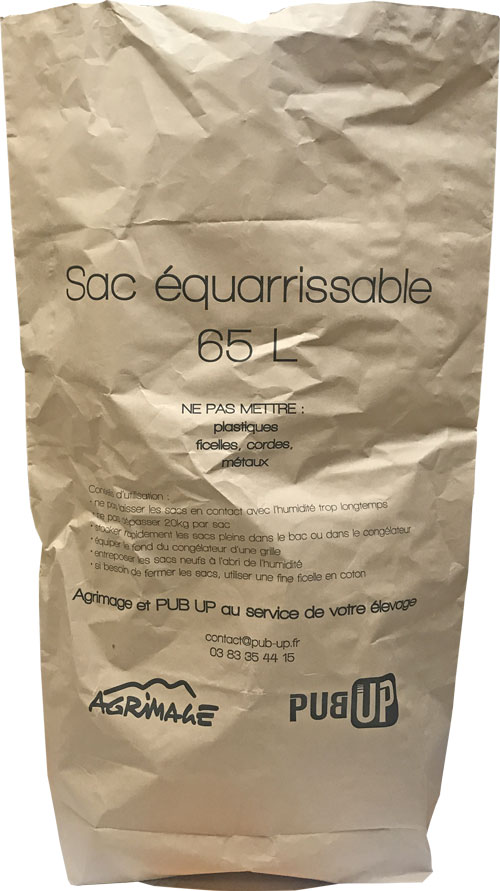 Sac équarrissable
65 L
NE PAS METTRE :
plastiques
ficelles, cordes,
métaux
Conseils d'utilisation :
• ne pas laisser les sacs en contact avec l'humidité trop longtemps
• ne pas dépasser 20kg par sac
• stocker rapidement les sacs pleins dans le bac ou dans le congélateur
• équiper le fond du congélateur d'une grille
• entreposer les sacs neufs à l'abri de l'humidité
• si besoin de fermer les sacs, utiliser une fine ficelle en coton
Agrimage et PUB UP au service de votre élevage
contact@pub-up.fr
03 83 35 44 15
AGRIMAGE PUB UP